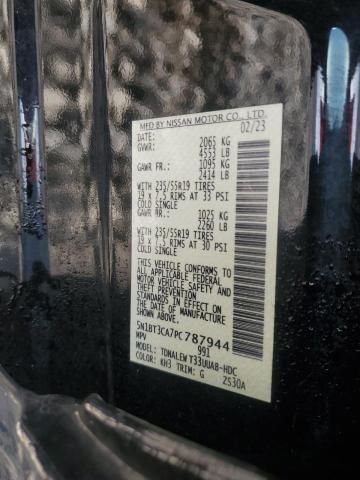 MFD BY NISSAN MOTOR CO., LTD.
DATE: 02/23
GVWR: 2065 KG
4553 LB
GAWR FR.: 1095 KG
2414 LB
WITH 235/55R19 TIRES
19 x 7.5 RIMS AT 33 PSI
COLD SINGLE
GAWR RR.: 1025 KG
2260 LB
WITH 235/55R19 TIRES
19 x 7.5 RIMS AT 30 PSI
COLD SINGLE
THIS VEHICLE CONFORMS TO ALL
APPLICABLE FEDERAL
MOTOR VEHICLE SAFETY AND
THEFT PREVENTION
STANDARDS IN EFFECT
ON THE DATE OF MANUFACTURE
SHOWN ABOVE.
5N1BT3CA7PC787944
MPV 991
MODEL: TDNALEW T33UUA8-HDC
COLOR: KH3 TRIM: G ZS30A